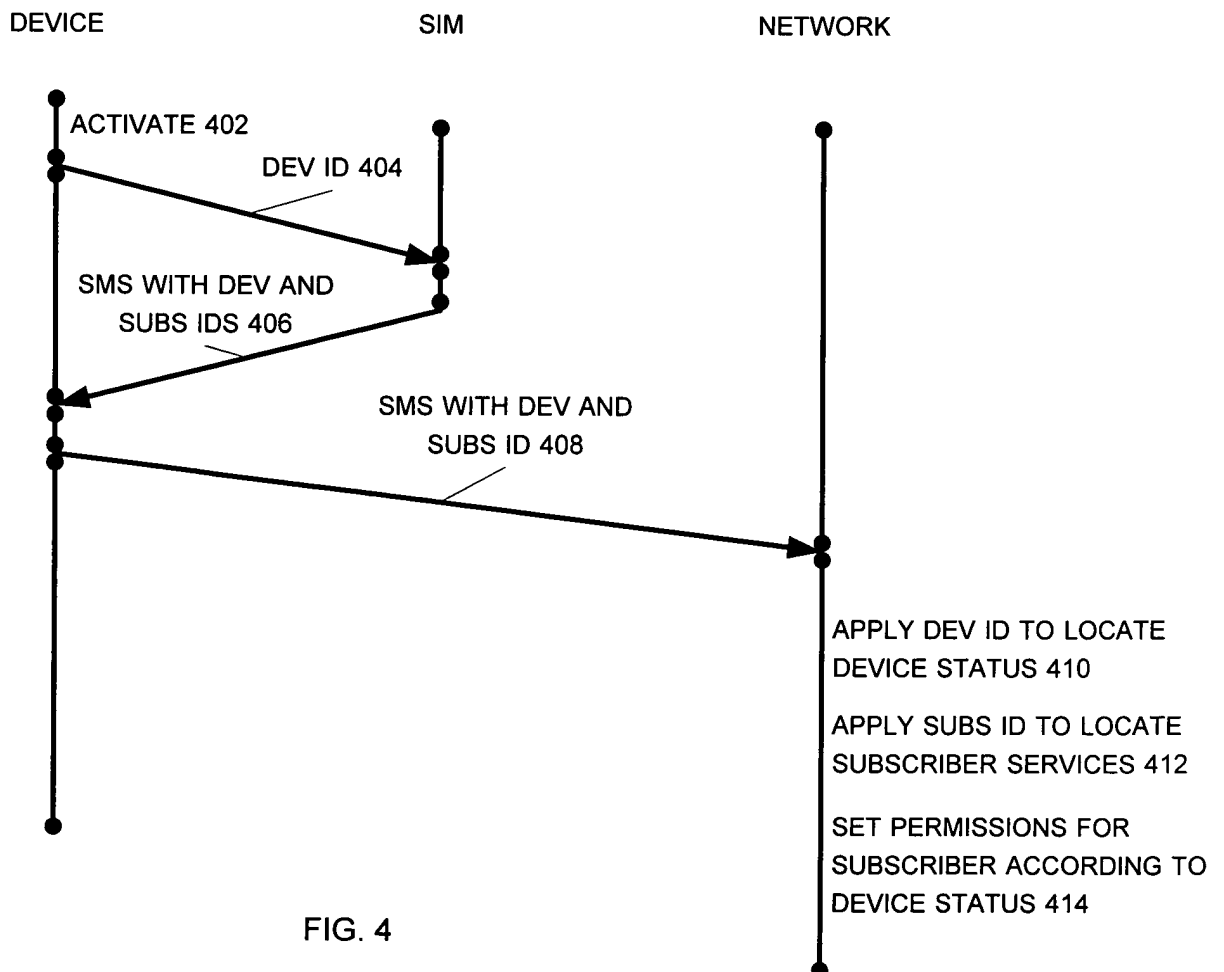 DEVICE
SIM
NETWORK
ACTIVATE 402
DEV ID 404
SMS WITH DEV AND
SUBS IDS 406
SMS WITH DEV AND
SUBS ID 408
APPLY DEV ID TO LOCATE
DEVICE STATUS 410
APPLY SUBS ID TO LOCATE
SUBSCRIBER SERVICES 412
SET PERMISSIONS FOR
SUBSCRIBER ACCORDING TO
DEVICE STATUS 414
FIG. 4